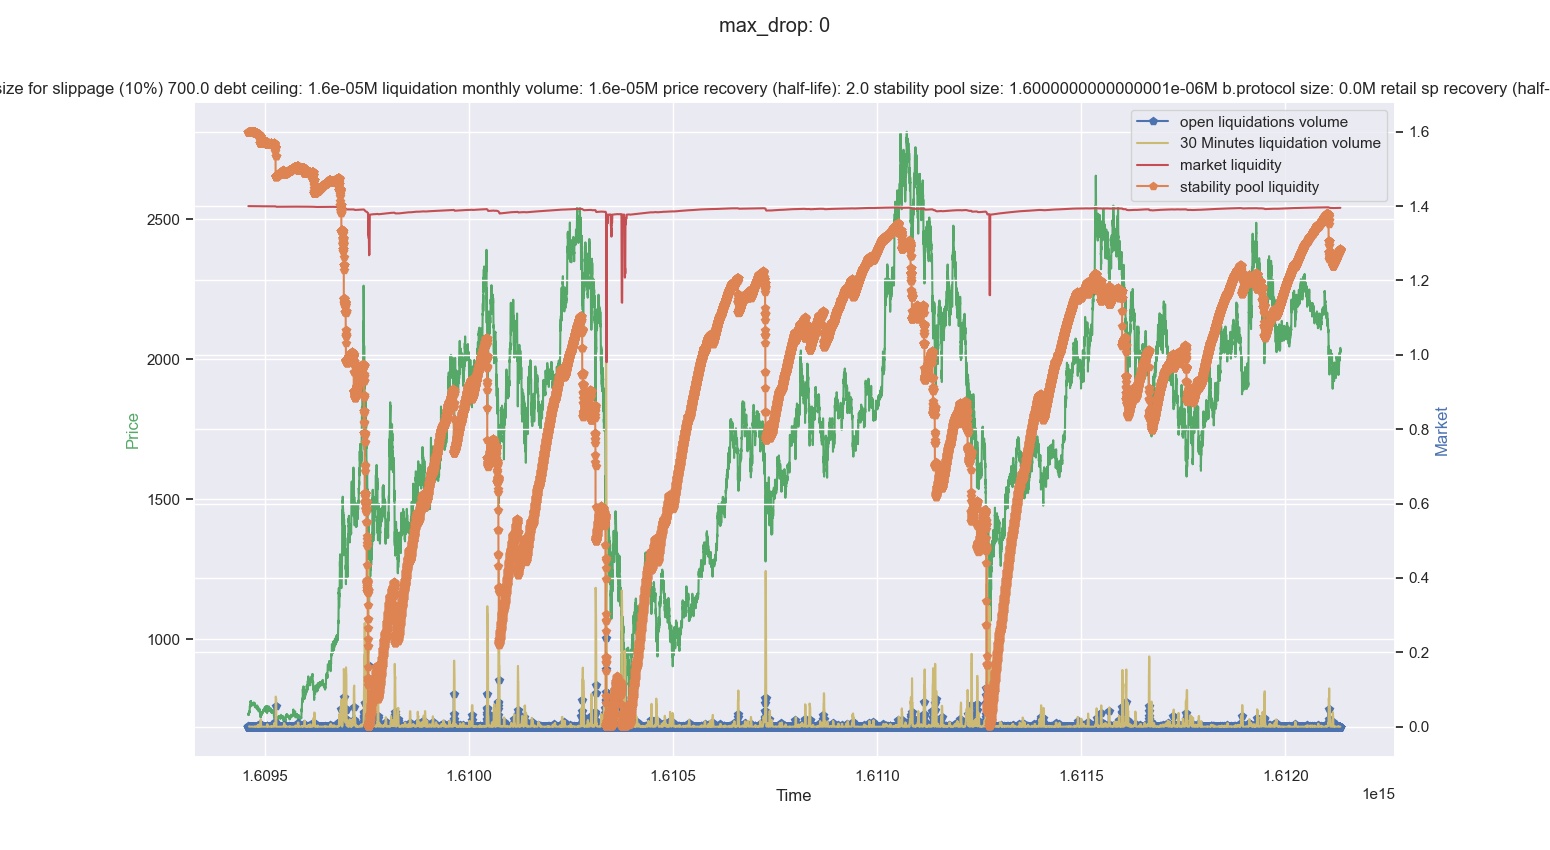 max_drop: 0
size for slippage (10%) 700.0 debt ceiling: 1.6e-05M liquidation monthly volume: 1.6e-05M price recovery (half-life): 2.0 stability pool size: 1.6000000000000001e-06M b.protocol size: 0.0M retail sp recovery (half-
open liquidations volume
30 Minutes liquidation volume
market liquidity
stability pool liquidity
2500
2000
1500
1000
Price
1.6
1.4
1.2
1.0
0.8
0.6
0.4
0.2
0.0
Market
1.6095 1.6100 1.6105 1.6110 1.6115 1.6120
Time
1e15